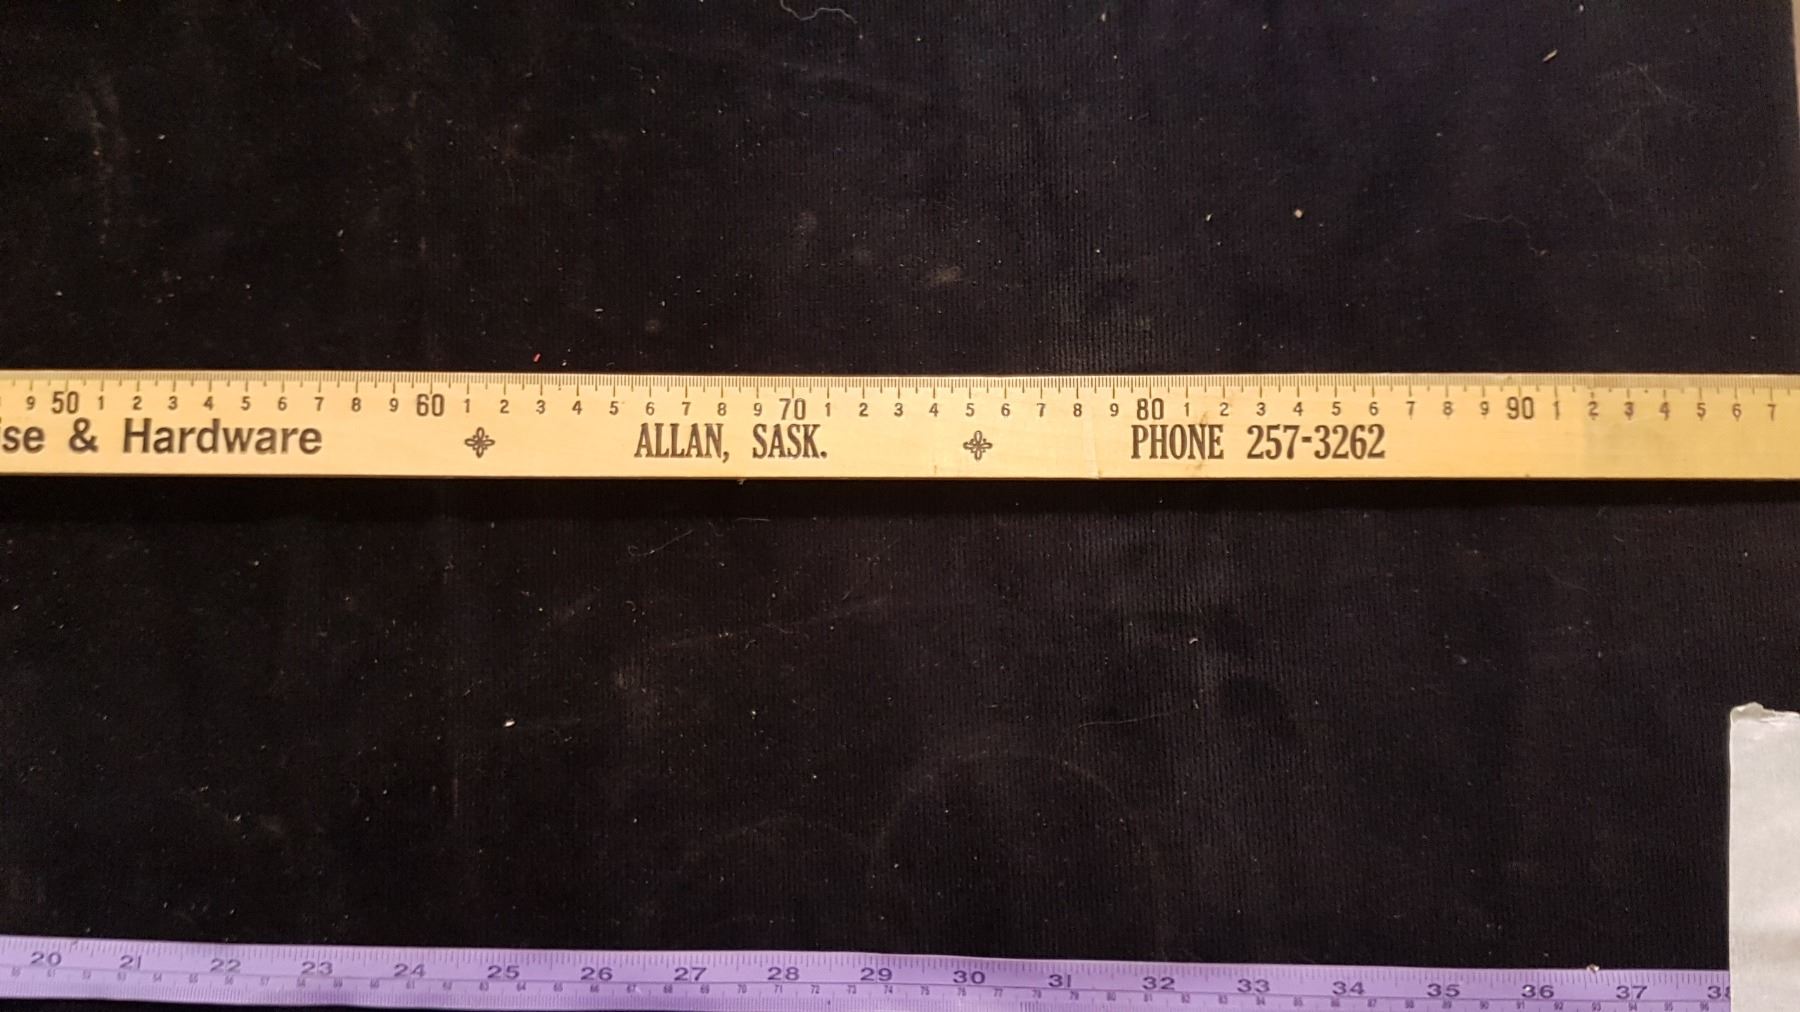 9 50 1 2 3 4 5 6 7 8 9 60 1 2 3 4 5 6 7 8 9 70 1 2 3 4 5 6 7 8 9 80 1 2 3 4 5 6 7 8 9 90 1 2 3 4 5 6 7
se & Hardware ALLAN, SASK. PHONE 257-3262
20 21 22 23 24 25 26 27 28 29 30 31 32 33 34 35 36 37